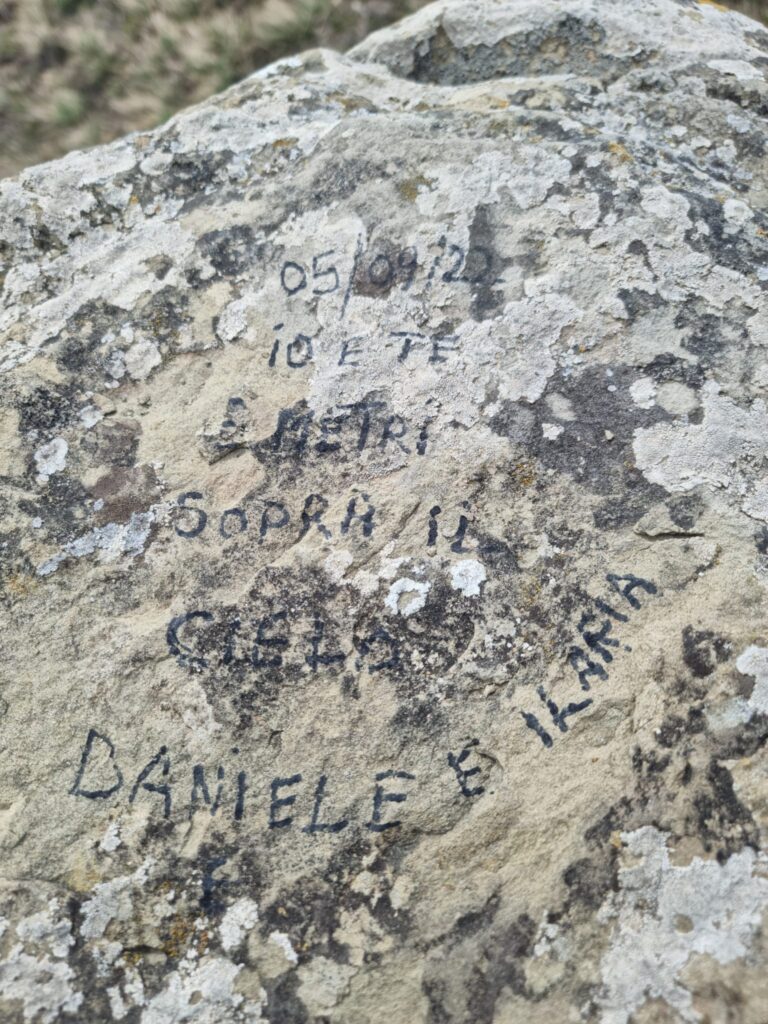 05/09/22
iO E TE
METRi
SOPRA iL
CIELO
DANiELE E E ILARIA